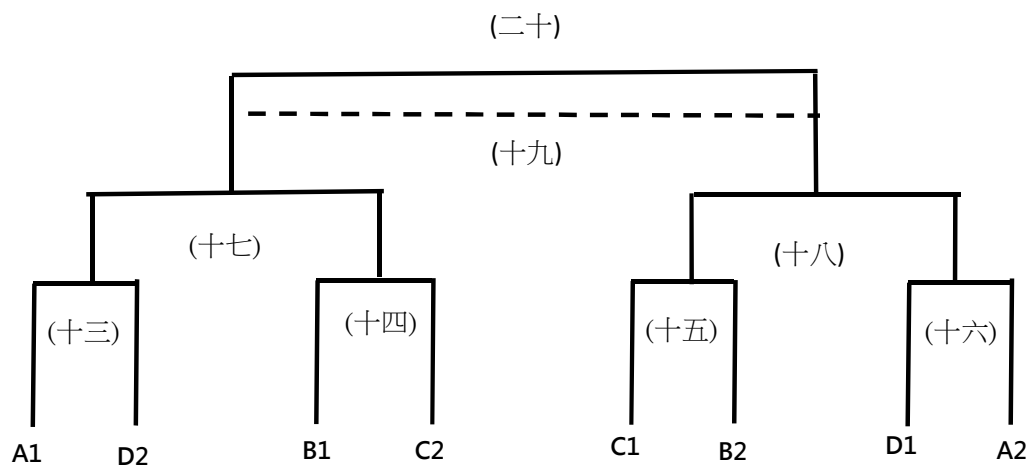 (二十)
(十九)
(十七)
(十八)
(十三)
(十四)
(十五)
(十六)
A1 D2 B1 C2 C1 B2 D1 A2